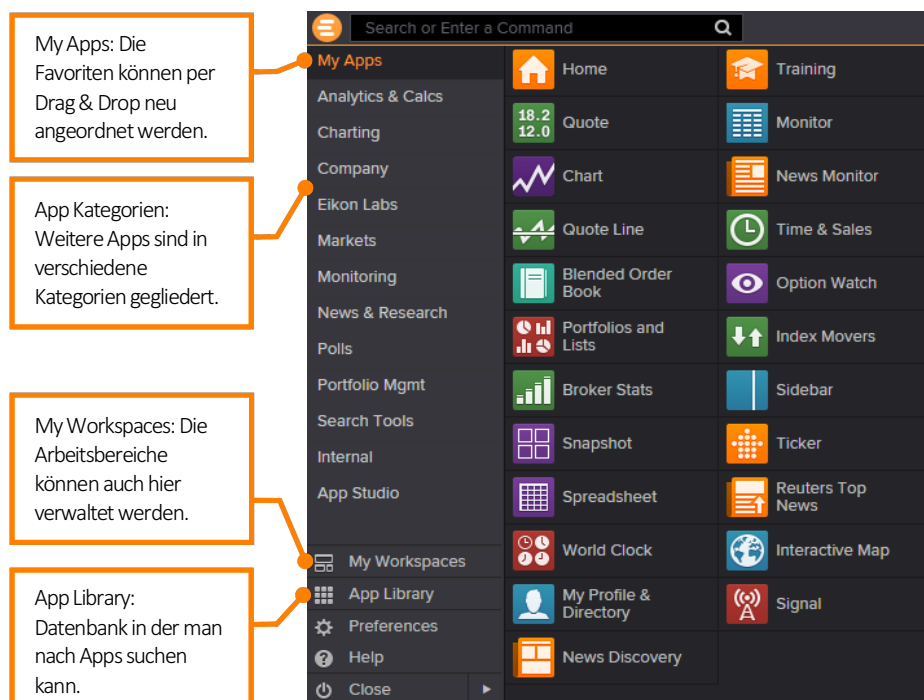 My Apps: Die
Favoriten können per
Drag & Drop neu
angeordnet werden.
App Kategorien:
Weitere Apps sind in
verschiedene
Kategorien gegliedert.
My Workspaces: Die
Arbeitsbereiche
können auch hier
verwaltet werden.
App Library:
Datenbank in der man
nach Apps suchen
kann.
Search or Enter a Command
My Apps
Analytics & Calcs
Charting
Company
Eikon Labs
Markets
Monitoring
News & Research
Polls
Portfolio Mgmt
Search Tools
Internal
App Studio
My Workspaces
App Library
Preferences
Help
Close
Home
18.2
12.0
Quote
Chart
Quote Line
Blended Order
Book
Portfolios and
Lists
Broker Stats
Snapshot
Spreadsheet
World Clock
My Profile &
Directory
News Discovery
Training
Monitor
News Monitor
Time & Sales
Option Watch
Index Movers
Sidebar
Ticker
Reuters Top
News
Interactive Map
Signal